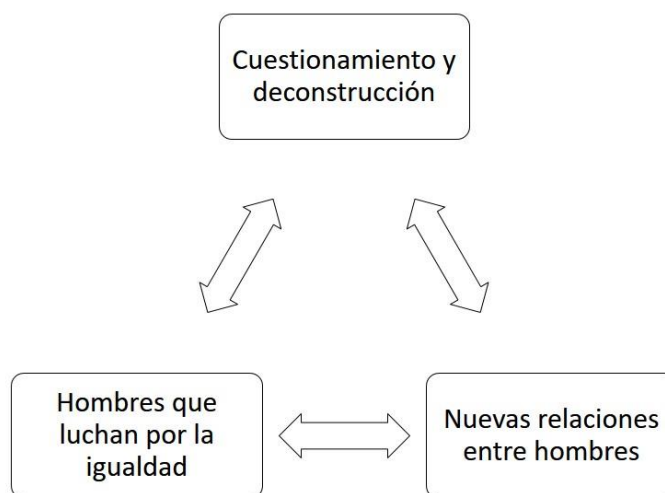 Cuestionamiento y
deconstrucción
Hombres que
luchan por la
igualdad
Nuevas relaciones
entre hombres